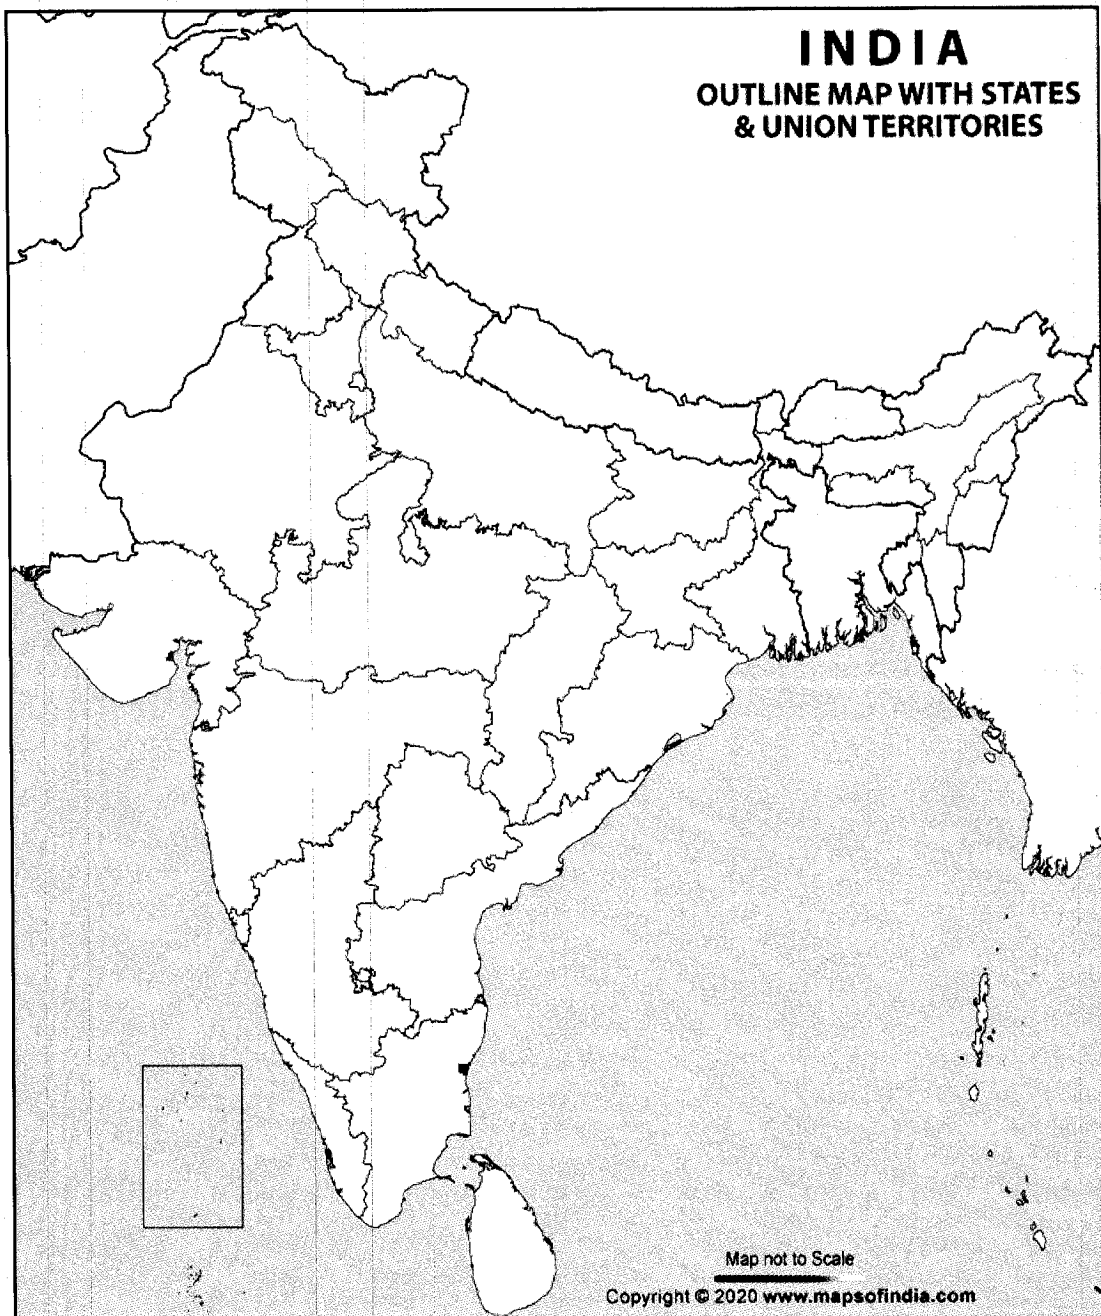 INDIA
OUTLINE MAP WITH STATES
& UNION TERRITORIES
Map not to Scale
Copyright © 2020 www.mapsofindia.com